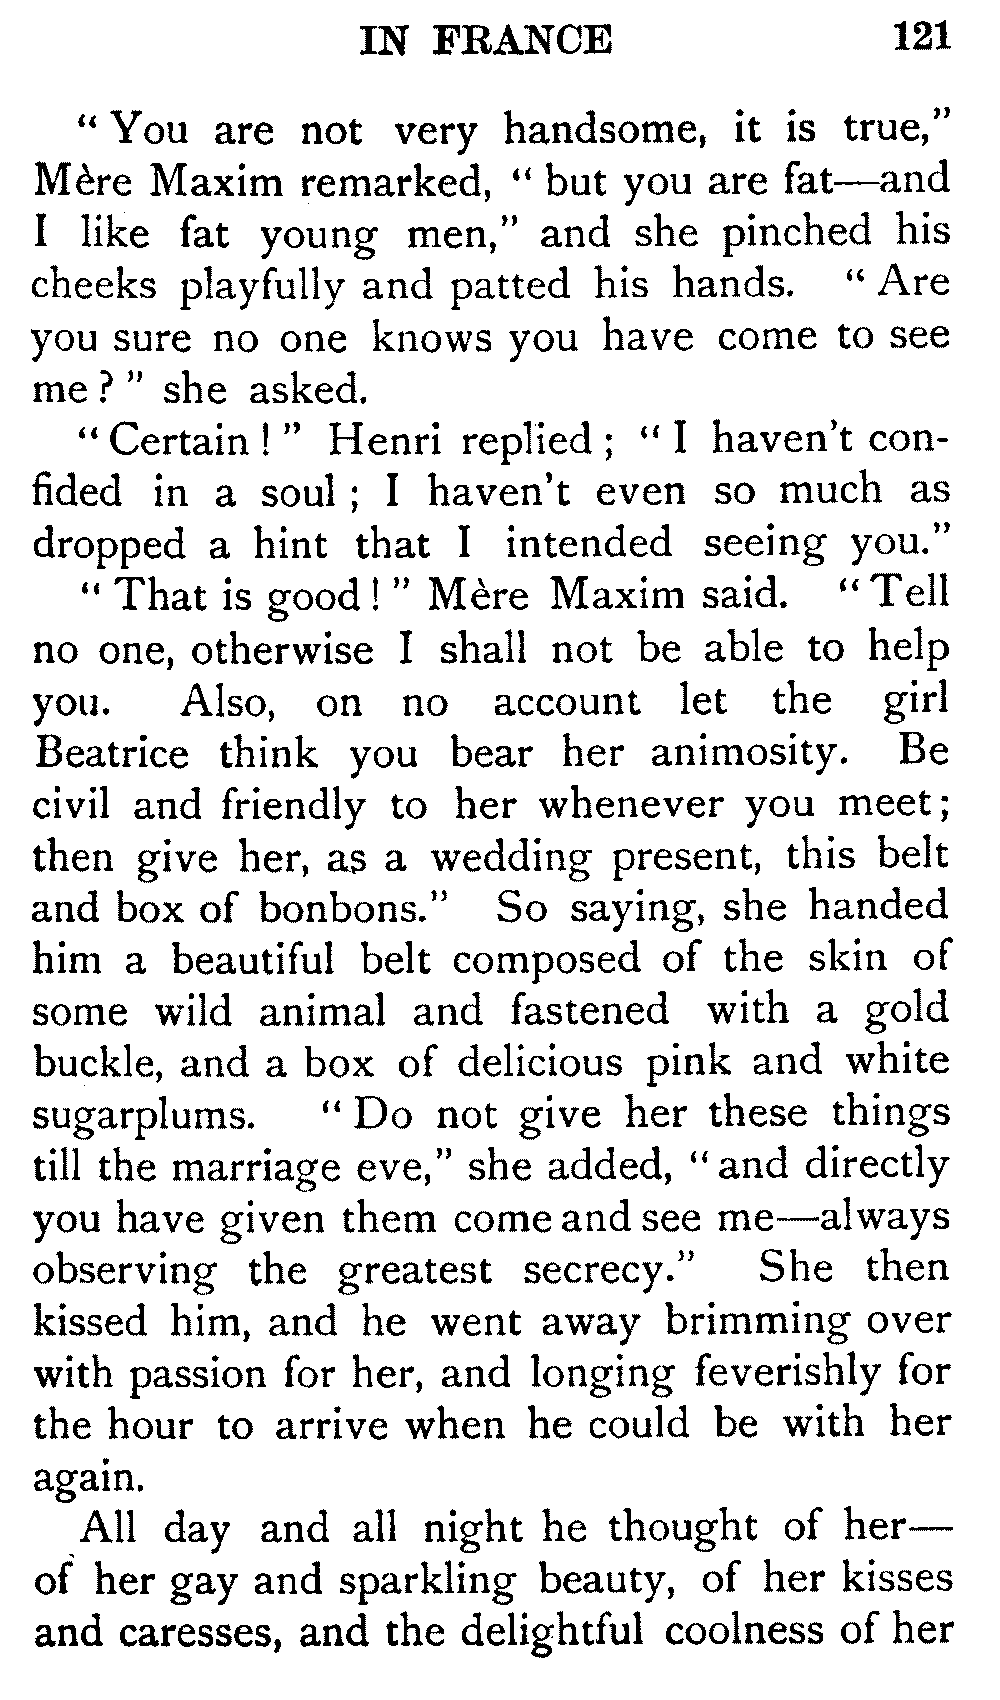 IN FRANCE 121
“ You are not very handsome, it is true,”
Mère Maxim remarked, “ but you are fat—and
I like fat young men,” and she pinched his
cheeks playfully and patted his hands. “ Are
you sure no one knows you have come to see
me ? ” she asked.
“ Certain ! ” Henri replied ; “ I haven't con-
fided in a soul ; I haven't even so much as
dropped a hint that I intended seeing you.”
“ That is good ! ” Mère Maxim said. “ Tell
no one, otherwise I shall not be able to help
you. Also, on no account let the girl
Beatrice think you bear her animosity. Be
civil and friendly to her whenever you meet ;
then give her, as a wedding present, this belt
and box of bonbons.” So saying, she handed
him a beautiful belt composed of the skin of
some wild animal and fastened with a gold
buckle, and a box of delicious pink and white
sugarplums. “ Do not give her these things
till the marriage eve,” she added, “ and directly
you have given them come and see me—always
observing the greatest secrecy.” She then
kissed him, and he went away brimming over
with passion for her, and longing feverishly for
the hour to arrive when he could be with her
again.
All day and all night he thought of her—
of her gay and sparkling beauty, of her kisses
and caresses, and the delightful coolness of her